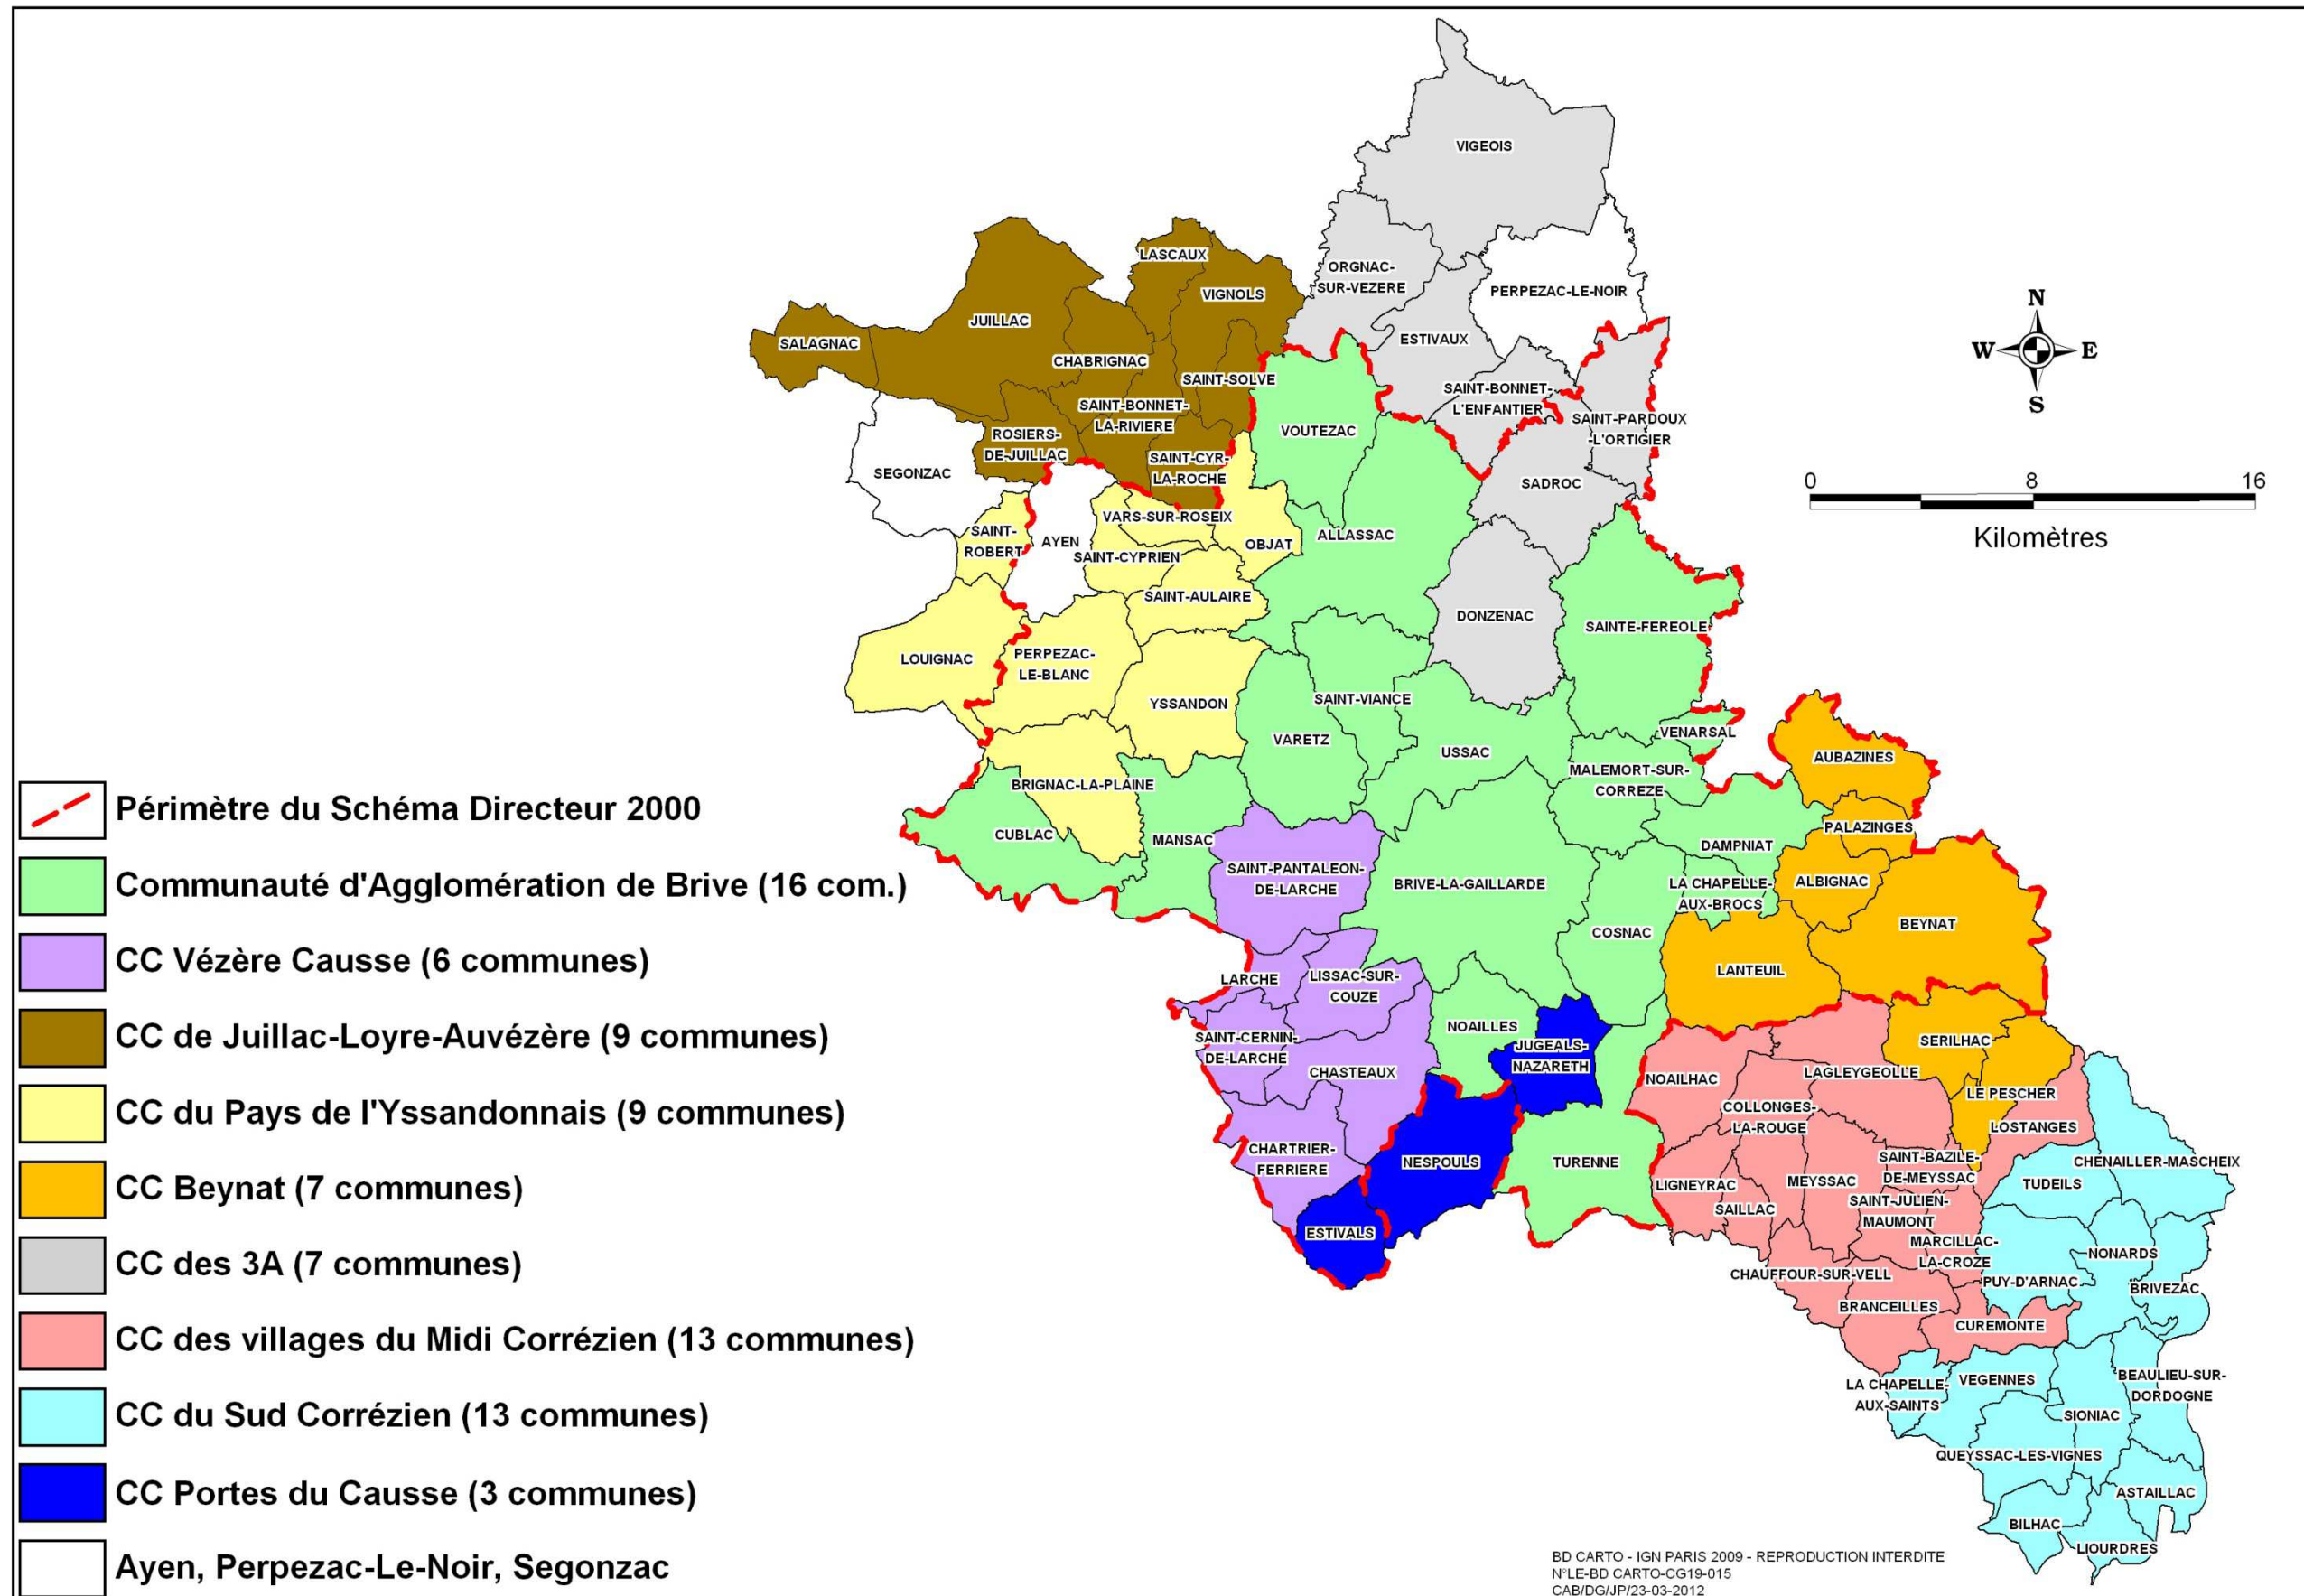 VIGEOIS
LASCAUX
ORGNAC-
SUR-VEZERE
PERPEZAC-LE-NOIR
VIGNOLS
JUILLAC
SALAGNAC
ESTIVAUX
CHABRIGNAC
SAINT-SOLVE
SAINT-BONNET-
L'ENFANTIER
SAINT-BONNET-
LA-RIVIERE
SAINT-PARDOUX
-L'ORTIGIER
VOUTEZAC
ROSIERS-
DE-JUILLAC
SAINT-CYR-
LA-ROCHE
SEGONZAC
SADROC
VARS-SUR-ROSEIX
SAINT-
ROBERT
AYEN
ALLASSAC
OBJAT
SAINT-CYPRIEN
SAINT-AULAIRE
DONZENAC
SAINTE-FEREOLE
LOUIGNAC
PERPEZAC-
LE-BLANC
YSSANDON
SAINT-VIANCE
VENARSAL
VARETZ
USSAC
AUBAZINES
MALEMORT-SUR-
CORREZE
BRIGNAC-LA-PLAINE
CUBLAC
MANSAC
PALAZINGES
DAMPNIAT
SAINT-PANTALEON-
DE-LARCHE
BRIVE-LA-GAILLARDE
LA CHAPELLE-
AUX-BROCS
ALBIGNAC
BEYNAT
COSNAC
LANTEUIL
LARCHE
LISSAC-SUR-
COUZE
NOAILLES
SAINT-CERNIN-
DE-LARCHE
JUGEALS-
NAZARETH
SERILHAC
CHASTEAUX
NOAILHAC
LAGLEYGEOLLE
LE PESCHER
COLLONGES-
LA-ROUGE
LOSTANGES
CHARTRIER-
FERRIERE
NESPOULS
TURENNE
SAINT-BAZILE-
DE-MEYSSAC
CHENAILLER-MASCHEIX
LIGNEYRAC
MEYSSAC
TUDEILS
SAILLAC
SAINT-JULIEN-
MAUMONT
ESTIVALS
MARCILLAC-
LA-CROZE
NONARDS
CHAUFFOUR-SUR-VELL
PUY-D'ARNAC
BRIVEZAC
BRANCEILLES
CUREMONTE
LA CHAPELLE-
AUX-SAINTS
VEGENNES
BEAULIEU-SUR-
DORDOGNE
SIONIAC
QUEYSSAC-LES-VIGNES
ASTAILLAC
BILHAC
LIOURDRES
N
W E
S
0 8 16
Kilomètres
Périmètre du Schéma Directeur 2000
Communauté d'Agglomération de Brive (16 com.)
CC Vézère Causse (6 communes)
CC de Juillac-Loyre-Auvézère (9 communes)
CC du Pays de l'Yssandonnais (9 communes)
CC Beynat (7 communes)
CC des 3A (7 communes)
CC des villages du Midi Corrézien (13 communes)
CC du Sud Corrézien (13 communes)
CC Portes du Causse (3 communes)
Ayen, Perpezac-Le-Noir, Segonzac
BD CARTO - IGN PARIS 2009 - REPRODUCTION INTERDITE
N°LE-BD CARTO-CG19-015
CAB/DG/JP/23-03-2012